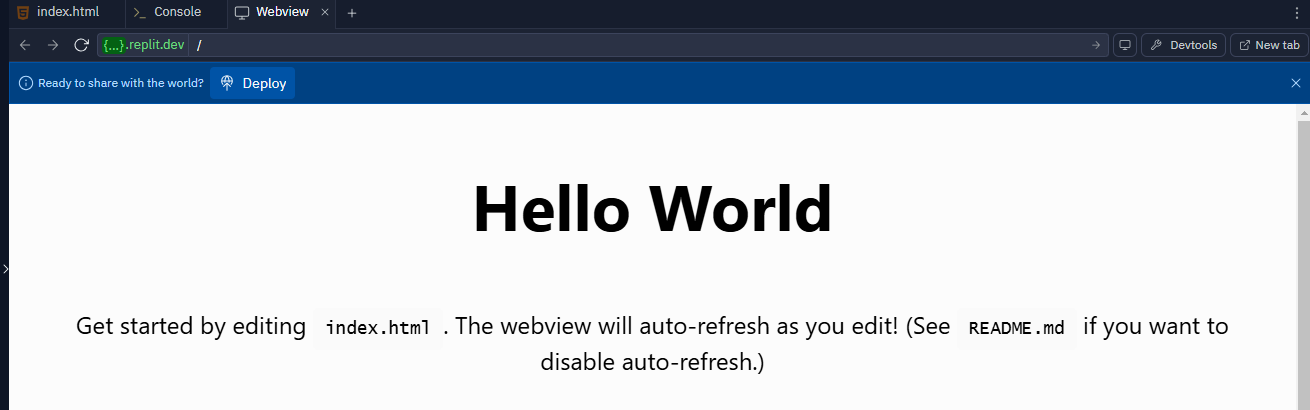 index.html Console Webview
{...}.replit.dev / Devtools New tab
Ready to share with the world? Deploy
Hello World
Get started by editing index.html . The webview will auto-refresh as you edit! (See README.md if you want to
disable auto-refresh.)